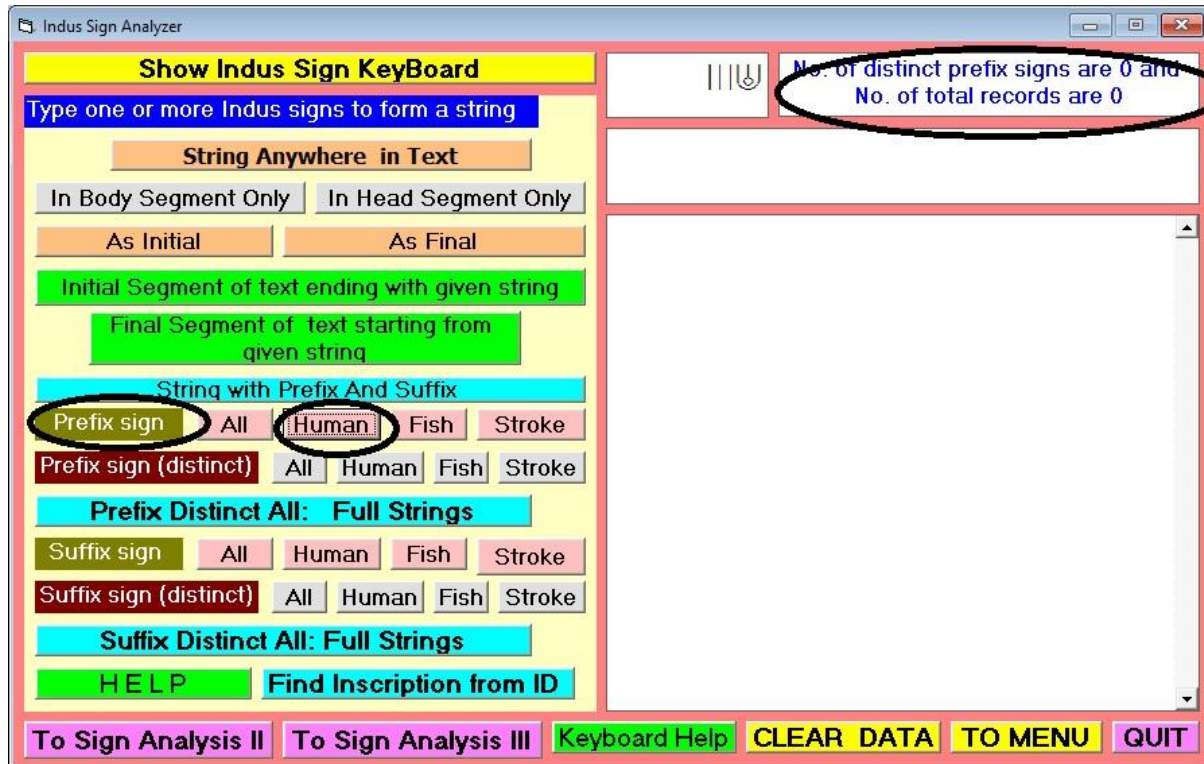 Indus Sign Analyzer
Show Indus Sign KeyBoard
Type one or more Indus signs to form a string
String Anywhere in Text
In Body Segment Only
In Head Segment Only
As Initial
As Final
Initial Segment of text ending with given string
Final Segment of text starting from
given string
String with Prefix And Suffix
Prefix sign All Human Fish Stroke
Prefix sign (distinct) All Human Fish Stroke
Prefix Distinct All: Full Strings
Suffix sign All Human Fish Stroke
Suffix sign (distinct) All Human Fish Stroke
Suffix Distinct All: Full Strings
HELP
Find Inscription from ID
No. of distinct prefix signs are 0 and
No. of total records are 0
To Sign Analysis II
To Sign Analysis III
Keyboard Help
CLEAR DATA
TO MENU
QUIT